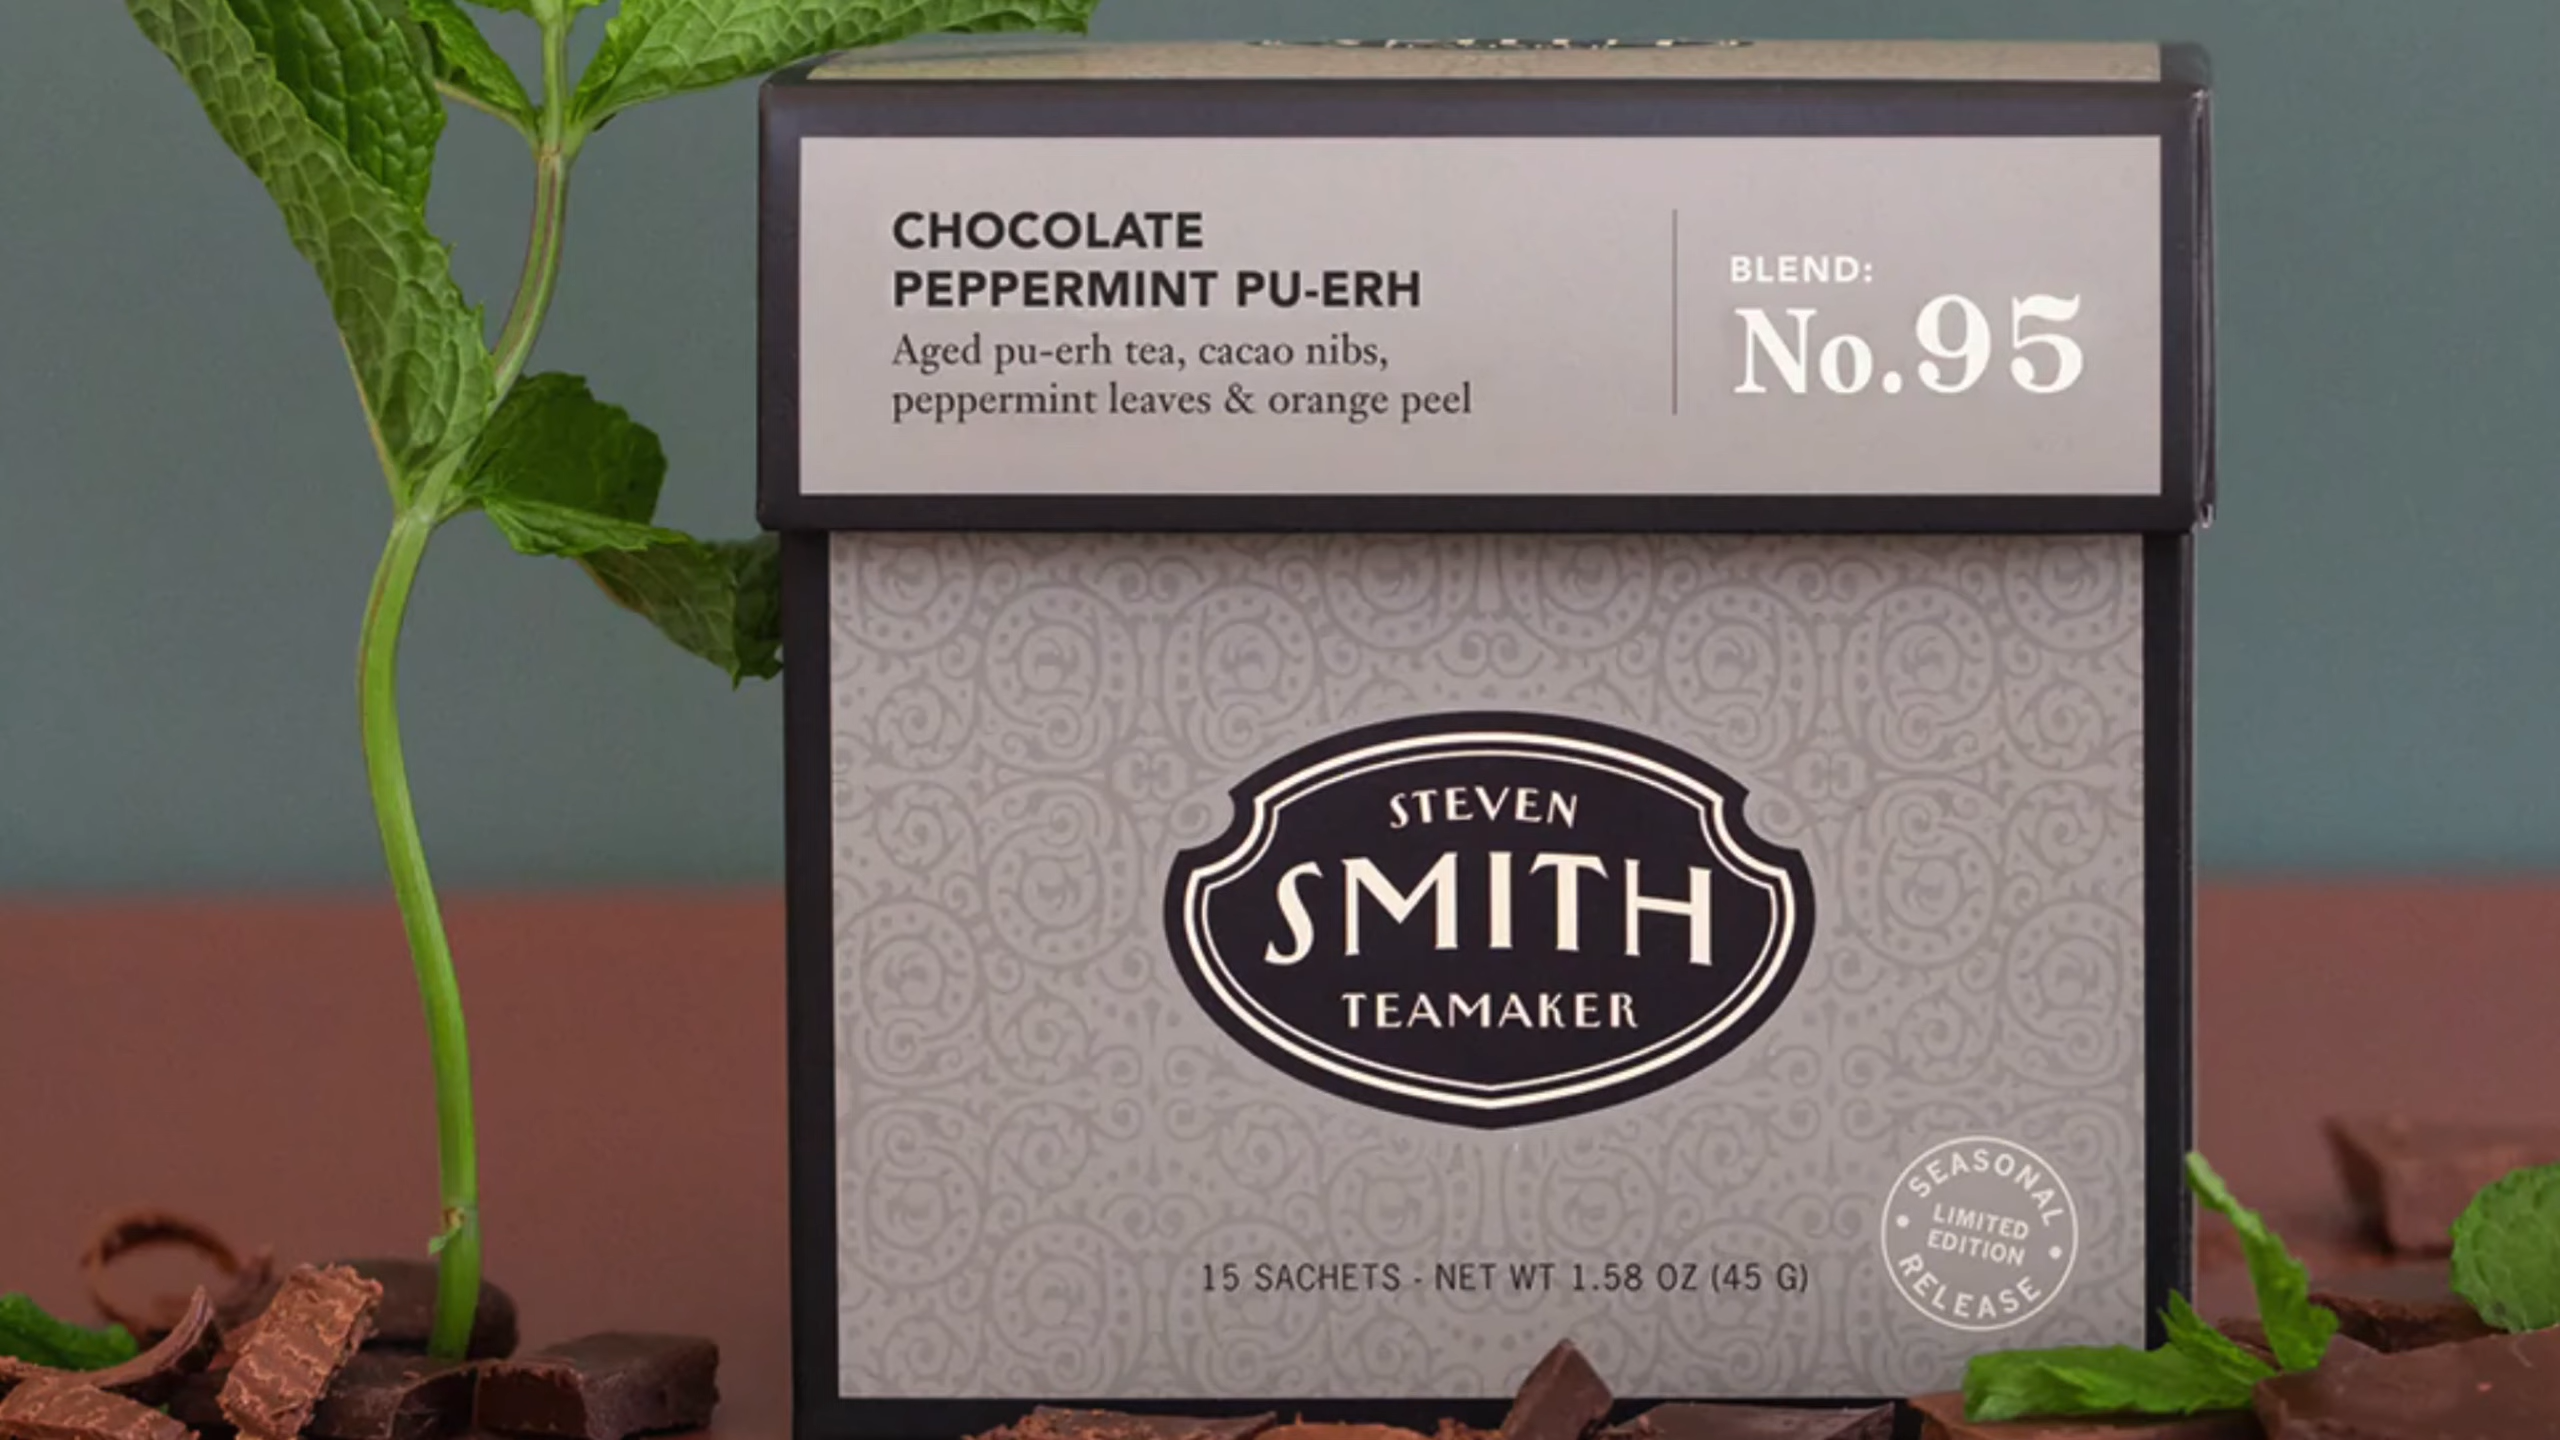 CHOCOLATE
PEPPERMINT PU-ERH
Aged pu-erh tea, cacao nibs,
peppermint leaves & orange peel
BLEND:
No.95
STEVEN
SMITH
TEAMAKER
15 SACHETS - NET WT 1.58 OZ (45 G)
SEASONAL
LIMITED
EDITION
RELEASE